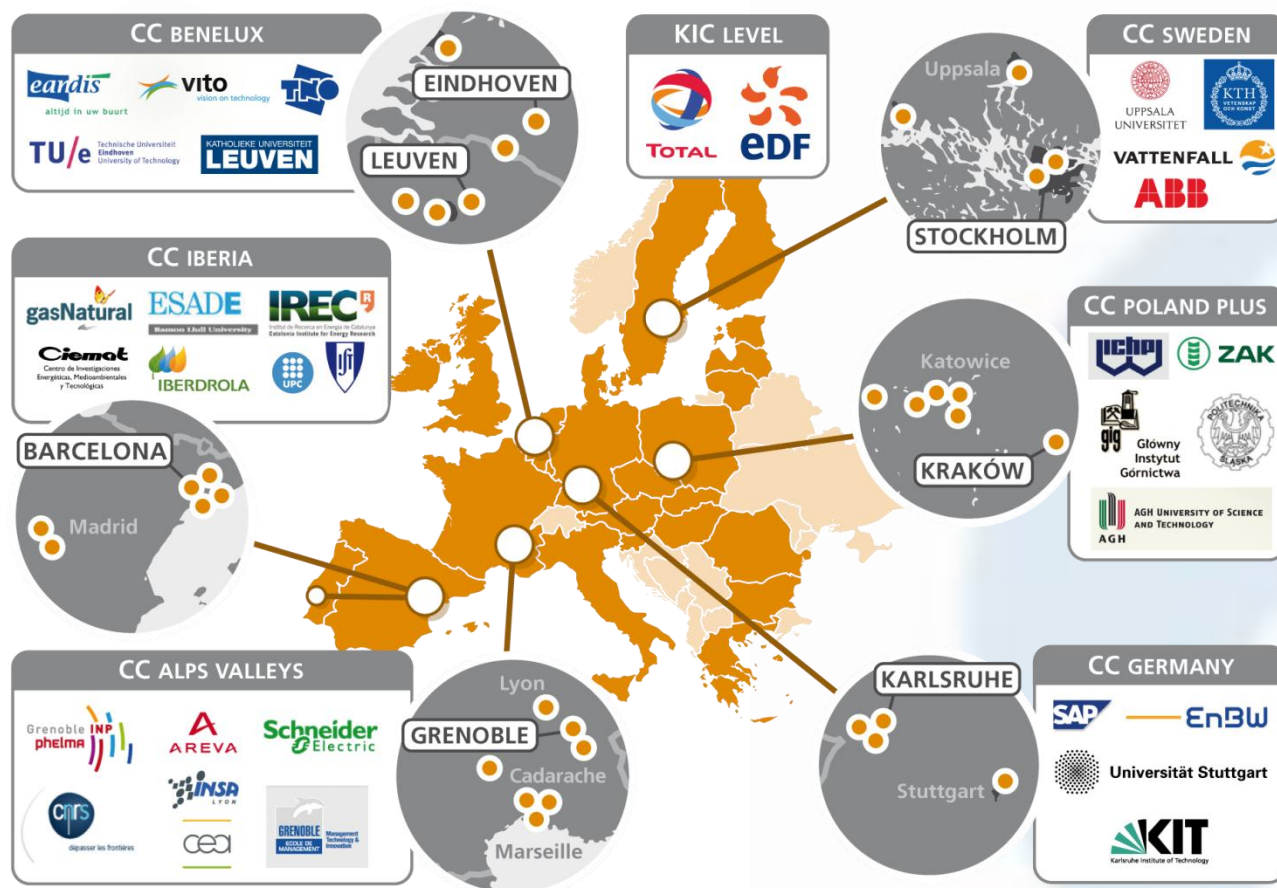 CC BENELUX
eandis
altijd in uw buurt
vito
vision on technology
TNO
TU/e
Technische Universiteit
Eindhoven
University of Technology
KATHOLIEKE UNIVERSITEIT
LEUVEN
EINDHOVEN
LEUVEN
KIC LEVEL
TOTAL
eDF
Uppsala
STOCKHOLM
CC SWEDEN
UPPSALA
UNIVERSITET
KTH
VETENSKAP
OCH KONST
VATTENFALL
ABB
CC IBERIA
gasNatural
ESADE
Ramon Llull University
IREC
Institut de Recerca en Energia de Catalunya
Catalonia Institute for Energy Research
Ciemat
Centro de Investigaciones
Energéticas, Medioambientales
y Tecnológicas
IBERDROLA
UPC
BARCELONA
Madrid
Katowice
KRAKÓW
CC POLAND PLUS
ZAK
gig
Główny
Instytut
Górnictwa
POLITECHNIKA
ŚLĄSKA
AGH
AGH UNIVERSITY OF SCIENCE
AND TECHNOLOGY
CC ALPS VALLEYS
Grenoble INP
phelma
A
AREVA
Schneider
Electric
cnrs
dépasser les frontières
INSA
LYON
cea
GRENOBLE
ECOLE DE
MANAGEMENT
Management
Technology &
Innovation
Lyon
GRENOBLE
Cadarache
Marseille
KARLSRUHE
Stuttgart
CC GERMANY
SAP
EnBW
Universität Stuttgart
KIT
Karlsruhe Institute of Technology